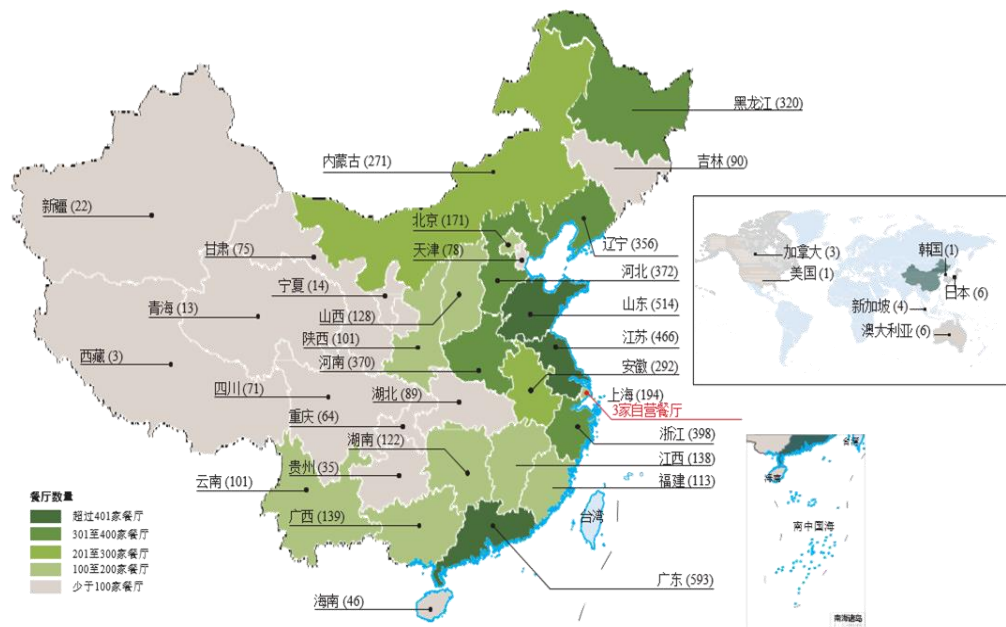 黑龙江 (320)
内蒙古 (271)
吉林 (90)
新疆 (22)
北京 (171)
甘肃 (75)
天津 (78)
辽宁 (356)
宁夏 (14)
河北 (372)
青海 (13)
山西 (128)
山东 (514)
陕西 (101)
江苏 (466)
西藏 (3)
河南 (370)
安徽 (292)
四川 (71)
湖北 (89)
上海 (194)
3家自营餐厅
重庆 (64)
浙江 (398)
湖南 (122)
江西 (138)
贵州 (35)
福建 (113)
云南 (101)
广西 (139)
台湾
广东 (593)
海南 (46)
餐厅数量
超过401家餐厅
301至400家餐厅
201至300家餐厅
100至200家餐厅
少于100家餐厅
加拿大 (3)
韩国 (1)
美国 (1)
日本 (6)
新加坡 (4)
澳大利亚 (6)
台湾
海南
南中国海
南海诸岛